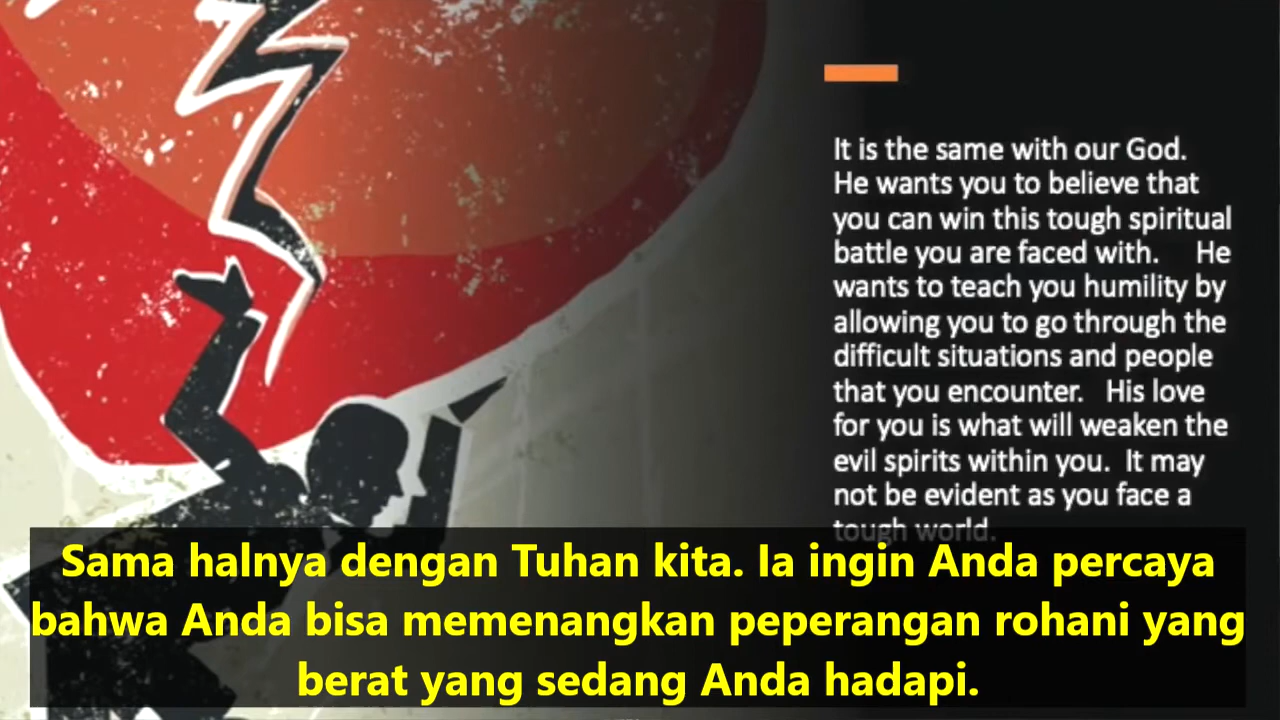 It is the same with our God.
He wants you to believe that
you can win this tough spiritual
battle you are faced with. He
wants to teach you humility by
allowing you to go through the
difficult situations and people
that you encounter. His love
for you is what will weaken the
evil spirits within you. It may
not be evident as you face a
tough world.
Sama halnya dengan Tuhan kita. Ia ingin Anda percaya
bahwa Anda bisa memenangkan peperangan rohani yang
berat yang sedang Anda hadapi.